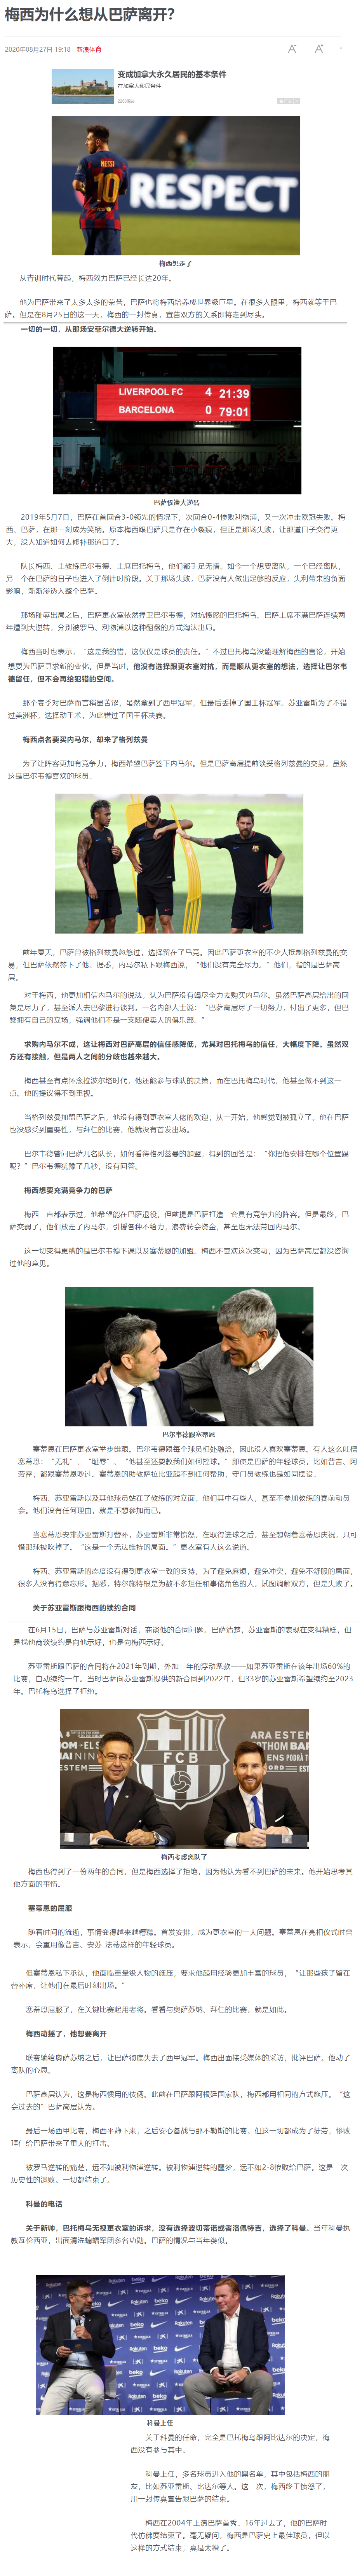 梅西为什么想从巴萨离开?
2020年08月27日 19:18 新浪体育
变成加拿大永久居民的基本条件
在加拿大移民条件
MESSI
10
RESPECT
梅西想走了
从青训时代算起，梅西效力巴萨已经长达20年。
他为巴萨带来了太多太多的荣誉，巴萨也将梅西培养成世界级巨星。在很多人眼里，梅西就等于巴
萨。但是在8月25日的这一天，梅西的一封传真，宣告双方的关系即将走到尽头。
一切的一切，从那场安菲尔德大逆转开始。
LIVERPOOL FC 4 21:39
BARCELONA 0 79:01
巴萨惨遭大逆转
2019年5月7日，巴萨在首回合3-0领先的情况下，次回合0-4惨败利物浦，又一次冲击欧冠失败。梅
西、巴萨，在那一刻成为笑柄。原本梅西跟巴萨只是存在小裂痕，但正是那场失败，让那道口子变得更
大，没人知道如何去修补那道口子。
队长梅西、主教练巴尔韦德、主席巴托梅乌，他们都手足无措。如今一个想要离队，一个已经离队，
另一个在巴萨的日子也进入了倒计时阶段。关于那场失败，巴萨没有人做出足够的反应，失利带来的负面
影响，渐渐渗透入整个巴萨。
那场耻辱出局之后，巴萨更衣室依然捍卫巴尔韦德、对抗愤怒的巴托梅乌。巴萨主席不满巴萨连续两
年遭到大逆转，分别被罗马、利物浦以这种翻盘的方式淘汰出局。
梅西当时也表示，“这是我的错，这仅仅是球员的责任。”不过巴托梅乌没能理解梅西的言论，开始
想要为巴萨寻求新的变化。但是当时，他没有选择跟更衣室对抗，而是顺从更衣室的想法，选择让巴尔韦
德留任，但不会再给犯错的空间。
那个赛季对巴萨而言稍显苦涩，虽然拿到了西甲冠军，但最后丢掉了国王杯冠军。苏亚雷斯为了不错
过美洲杯，选择动手术，为此错过了国王杯决赛。
梅西点名要买内马尔，却来了格列兹曼
为了让阵容更加有竞争力，梅西希望巴萨签下内马尔。但是巴萨高层提前谈妥格列兹曼的交易，虽然
这是巴尔韦德喜欢的球员。
前年夏天，巴萨曾被格列兹曼忽悠过，选择留在了马竞。因此巴萨更衣室的不少人抵制格列兹曼的交
易，但巴萨依然签下了他。据悉，内马尔私下跟梅西说，“他们没有完全尽力。”他们，指的是巴萨高
层。
对于梅西，他更加相信内马尔的说法，认为巴萨没有竭尽全力去购买内马尔。虽然巴萨高层给出的回
复是尽力了，甚至派人去巴黎进行谈判。一名内部人士说：“巴萨高层尽了一切努力，付出了更多，但巴
黎拥有自己的立场，强调他们不是一支随便卖人的俱乐部。”
求购内马尔不成，这让梅西对巴萨高层的信任感降低，尤其对巴托梅乌的信任，大幅度下降。虽然双
方还有接触，但是两人之间的分歧也越来越大。
梅西甚至有点怀念拉波尔塔时代，他还能参与球队的决策，而在巴托梅乌时代，他甚至做不到这一
点。他的提议得不到重视。
当格列兹曼加盟巴萨之后，他没有得到更衣室大佬的欢迎，从一开始，他感觉到被孤立了。他在巴萨
也没感受到重要性，与拜仁的比赛，他就没有首发出场。
巴尔韦德曾问巴萨几名队长，如何看待格列兹曼的加盟，得到的回答是：“你把他安排在哪个位置踢
呢？”巴尔韦德犹豫了几秒，没有回答。
梅西想要充满竞争力的巴萨
梅西一直都表示过，他希望能在巴萨退役，但前提是巴萨打造一套具有竞争力的阵容。但是最终，巴
萨变弱了，他们放走了内马尔，引援各种不给力，浪费转会资金，甚至也无法带回内马尔。
这一切变得更糟的是巴尔韦德下课以及塞蒂恩的加盟。梅西不喜欢这次变动，因为巴萨高层都没咨询
过他的意见。
巴尔韦德跟塞蒂恩
塞蒂恩在巴萨更衣室举步维艰。巴尔韦德跟每个球员相处融洽，因此没人喜欢塞蒂恩。有人这么吐槽
塞蒂恩：“无礼”、“耻辱”、“他甚至还要教我们如何控球。”即使是巴萨的年轻球员，比如普吉、阿
劳霍，都跟塞蒂恩吵过。塞蒂恩的助教萨拉比亚起不到任何帮助，守门员教练也是如同摆设。
梅西、苏亚雷斯以及其他球员站在了教练的对立面。他们其中有些人，甚至不参加教练的赛前动员
会。他们没有任何理由，就是不想参加而已。
当塞蒂恩安排苏亚雷斯打替补，苏亚雷斯非常愤怒，在取得进球之后，甚至想朝着塞蒂恩庆祝，只可
惜那球被吹掉了。“这是一个无法维持的局面。”更衣室有人这么说道。
梅西、苏亚雷斯的态度没有得到更衣室一致的支持，为了避免麻烦，避免冲突，避免不舒服的局面，
很多人没有得意忘形。据悉，特尔施特根是为数不多担任和事佬角色的人，试图调解双方，但是失败了。
关于苏亚雷斯跟梅西的续约合同
在6月15日，巴萨与苏亚雷斯对话，商谈他的合同问题。巴萨清楚，苏亚雷斯的表现在变得糟糕，但
是找他商谈续约是向他示好，也是向梅西示好。
苏亚雷斯跟巴萨的合同将在2021年到期，外加一年的浮动条款——如果苏亚雷斯在该年出场60%的
比赛，自动续约一年。当时巴萨向苏亚雷斯提供的新合同到2022年，但33岁的苏亚雷斯希望续约至2023
年。巴托梅乌选择了拒绝。
FCB
梅西考虑离队了
梅西也得到了一份两年的合同，但是梅西选择了拒绝，因为他认为看不到巴萨的未来。他开始思考其
他方面的事情。
塞蒂恩的屈服
随着时间的流逝，事情变得越来越糟糕。首发安排，成为更衣室的一大问题。塞蒂恩在亮相仪式时曾
表示，会重用像普吉、安苏-法蒂这样的年轻球员。
但塞蒂恩私下承认，他面临重量级人物的施压，要求他起用经验更加丰富的球员，“让那些孩子留在
替补席，让他们在最后时刻出场。”
塞蒂恩屈服了，在关键比赛起用老将。看看与奥萨苏纳、拜仁的比赛，就是如此。
梅西动摇了，他想要离开
联赛输给奥萨苏纳之后，让巴萨彻底失去了西甲冠军。梅西出面接受媒体的采访，批评巴萨。他动了
离队的心思。
巴萨高层认为，这是梅西惯用的伎俩。此前在巴萨跟阿根廷国家队，梅西都用相同的方式施压。“这
会过去的”巴萨高层认为。
最后一场西甲比赛，梅西平静下来，之后安心备战与那不勒斯的比赛。但这一切都成为了徒劳，惨败
拜仁给巴萨带来了重大的打击。
被罗马逆转的痛楚，远不如被利物浦逆转。被利物浦逆转的噩梦，远不如2-8惨败给巴萨。这是一次
历史性的溃败。一切都结束了。
科曼的电话
关于新帅，巴托梅乌无视更衣室的诉求，没有选择波切蒂诺或者洛佩特吉，选择了科曼。当年科曼执
教瓦伦西亚，出面清洗蝙蝠军团多名功勋。巴萨的情况与当年类似。
beko
科曼上任
关于科曼的任命，完全是巴托梅乌跟阿比达尔的决定，梅
西没有参与其中。
科曼上任，多名球员进入他的黑名单，其中包括梅西的朋
友，比如苏亚雷斯、比达尔等人。这一次，梅西终于愤怒了，
用一封传真宣告跟巴萨的结束。
梅西在2004年上演巴萨首秀。16年过去了，他的巴萨时
代仿佛要结束了。毫无疑问，梅西是巴萨史上最佳球员，但以
这样的方式结束，真是太糟了。